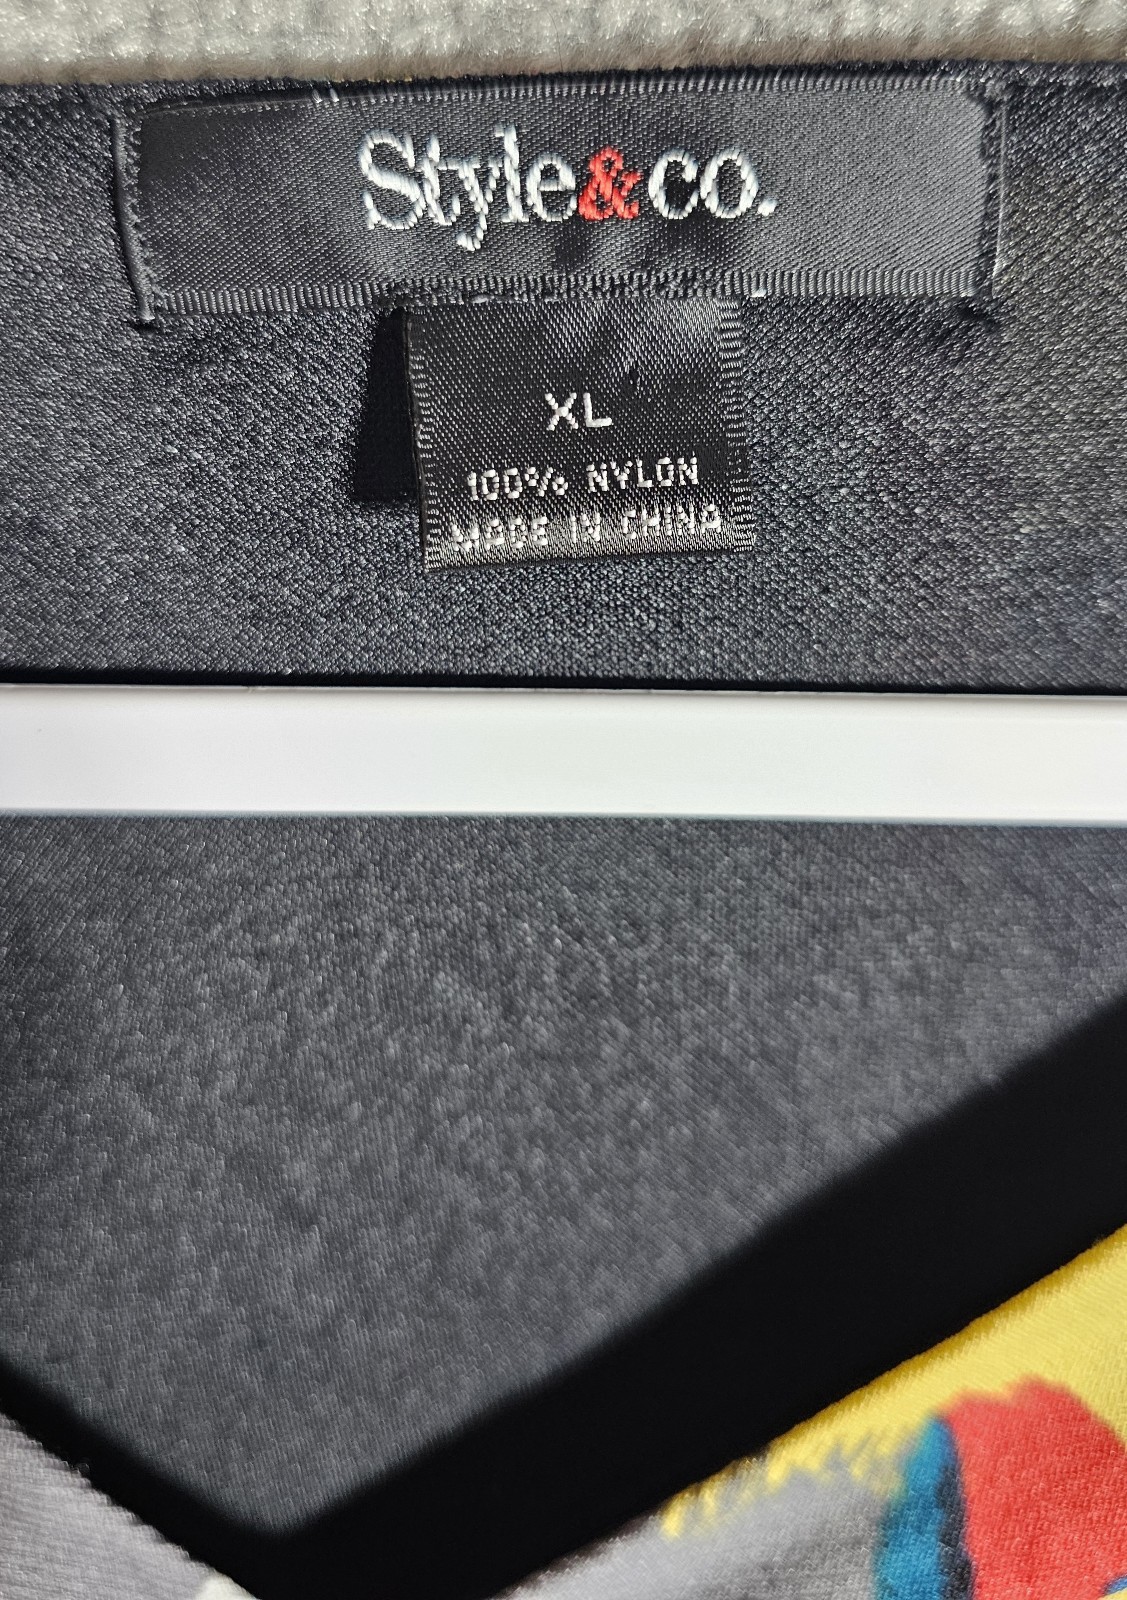 Style&co.
XL
100% NYLON
MADE IN CHINA